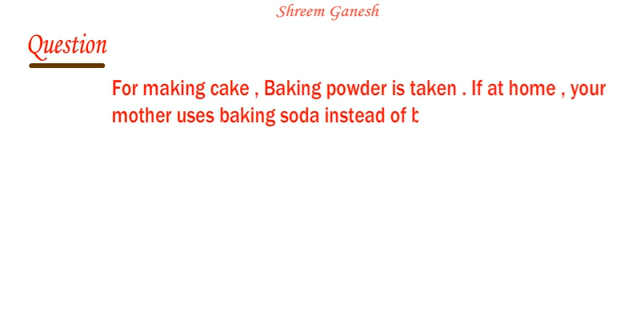 Shreem Ganesh
Question
For making cake , Baking powder is taken . If at home , your
mother uses baking soda instead of